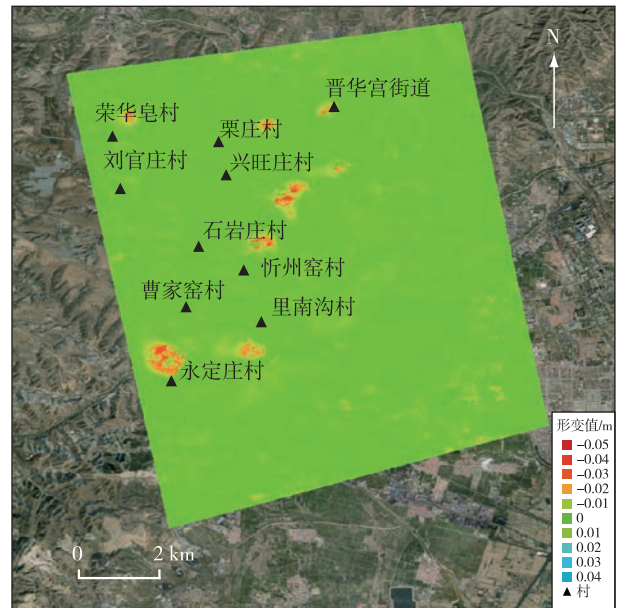 N
晋华宫街道
荣华皂村
栗庄村
刘官庄村
兴旺庄村
石岩庄村
忻州窑村
曹家窑村
里南沟村
永定庄村
形变值/m
-0.05
-0.04
-0.03
-0.02
-0.01
0
0.01
0.02
0.03
0.04
村
0 2 km